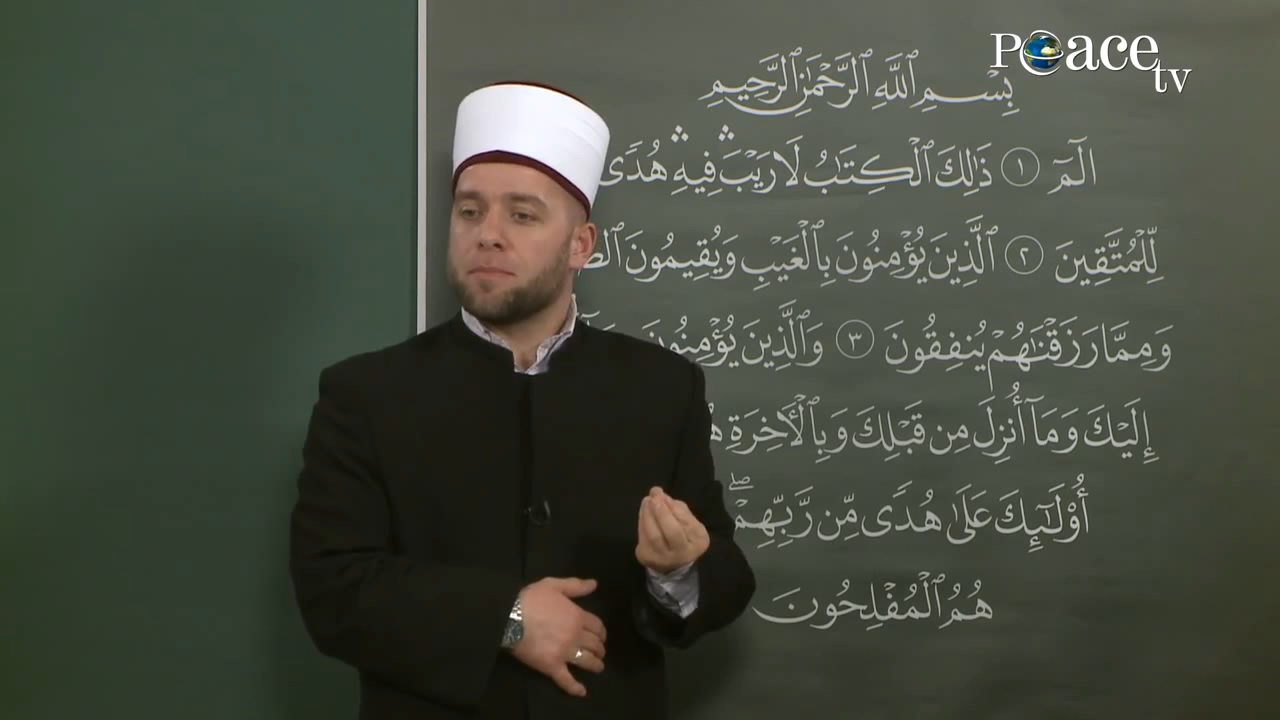 Peace tv
بِسْمِ ٱللَّهِ ٱلرَّحْمَٰنِ ٱلرَّحِيمِ
الٓمٓ ١ ذَٰلِكَ ٱلْكِتَٰبُ لَا رَيْبَ ۛ فِيهِ ۛ هُدًى
لِّلْمُتَّقِينَ ٢ ٱلَّذِينَ يُؤْمِنُونَ بِٱلْغَيْبِ وَيُقِيمُونَ
وَمِمَّا رَزَقْنَٰهُمْ يُنفِقُونَ ٣ وَٱلَّذِينَ يُؤْمِنُونَ
إِلَيْكَ وَمَآ أُنزِلَ مِن قَبْلِكَ وَبِٱلْأَخِرَةِ
أُو۟لَٰٓئِكَ عَلَىٰ هُدًى مِّن رَّبِّهِمْ ۖ
هُمُ ٱلْمُفْلِحُونَ